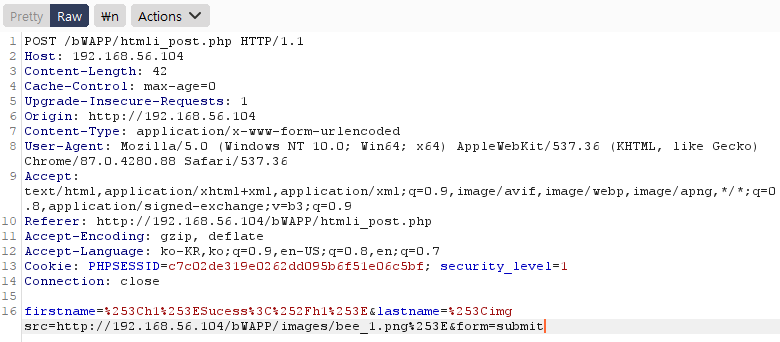 Pretty Raw ₩n Actions
1 POST /bWAPP/htmli_post.php HTTP/1.1
2 Host: 192.168.56.104
3 Content-Length: 42
4 Cache-Control: max-age=0
5 Upgrade-Insecure-Requests: 1
6 Origin: http://192.168.56.104
7 Content-Type: application/x-www-form-urlencoded
8 User-Agent: Mozilla/5.0 (Windows NT 10.0; Win64; x64) AppleWebKit/537.36 (KHTML, like Gecko)
Chrome/87.0.4280.88 Safari/537.36
9 Accept:
text/html,application/xhtml+xml,application/xml;q=0.9,image/avif,image/webp,image/apng,*/*;q=0
.8,application/signed-exchange;v=b3;q=0.9
10 Referer: http://192.168.56.104/bWAPP/htmli_post.php
11 Accept-Encoding: gzip, deflate
12 Accept-Language: ko-KR,ko;q=0.9,en-US;q=0.8,en;q=0.7
13 Cookie: PHPSESSID=c7c02de319e0262dd095b6f51e06c5bf; security_level=1
14 Connection: close
15
16 firstname=%253Ch1%253ESucess%3C%252Fh1%253E&lastname=%253Cimg
src=http://192.168.56.104/bWAPP/images/bee_1.png%253E&form=submit